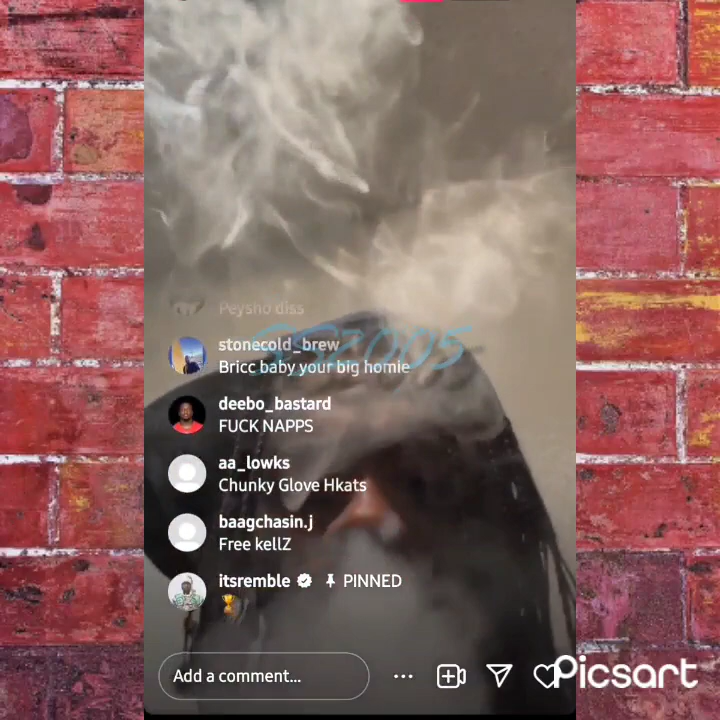 Peysho diss
SS2005
stonecold_brew
Bricc baby your big homie
deebo_bastard
FUCK NAPPS
aa_lowks
Chunky Glove Hkats
baagchasin.j
Free kellZ
itsremble PINNED
🏆
Add a comment...
Picsart